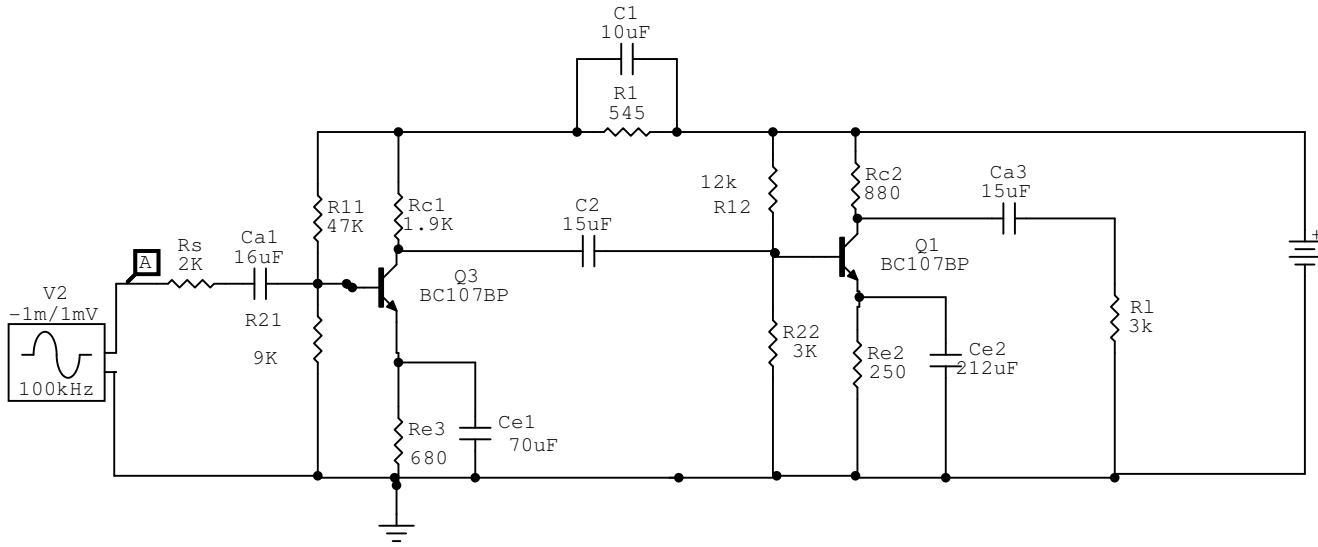 C1
10uF
R1
545
12k
R12
Rc2
880
Ca3
15uF
R11
47K
Rc1
1.9K
C2
15uF
A
Rs
2K
Ca1
16uF
Q3
BC107BP
Q1
BC107BP
+
V2
-1m/1mV
100kHz
R21
9K
R22
3K
Re2
250
Ce2
212uF
Rl
3k
Re3
680
Ce1
70uF